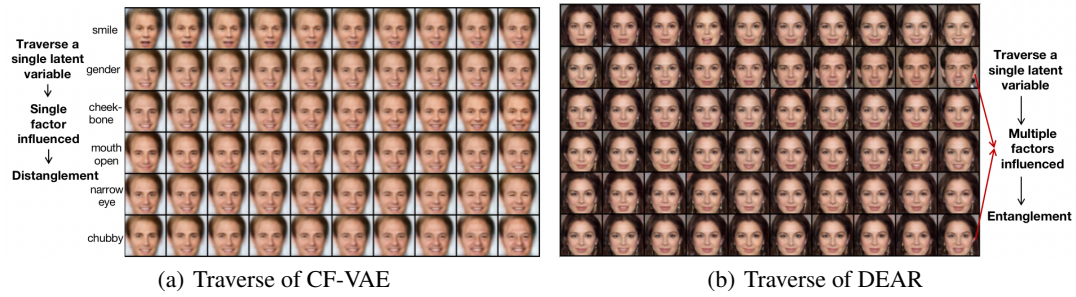 Traverse a
single latent
variable
Single
factor
influenced
Distanglement
smile
gender
cheek-
bone
mouth
open
narrow
eye
chubby
(a) Traverse of CF-VAE
Traverse a
single latent
variable
Multiple
factors
influenced
Entanglement
(b) Traverse of DEAR